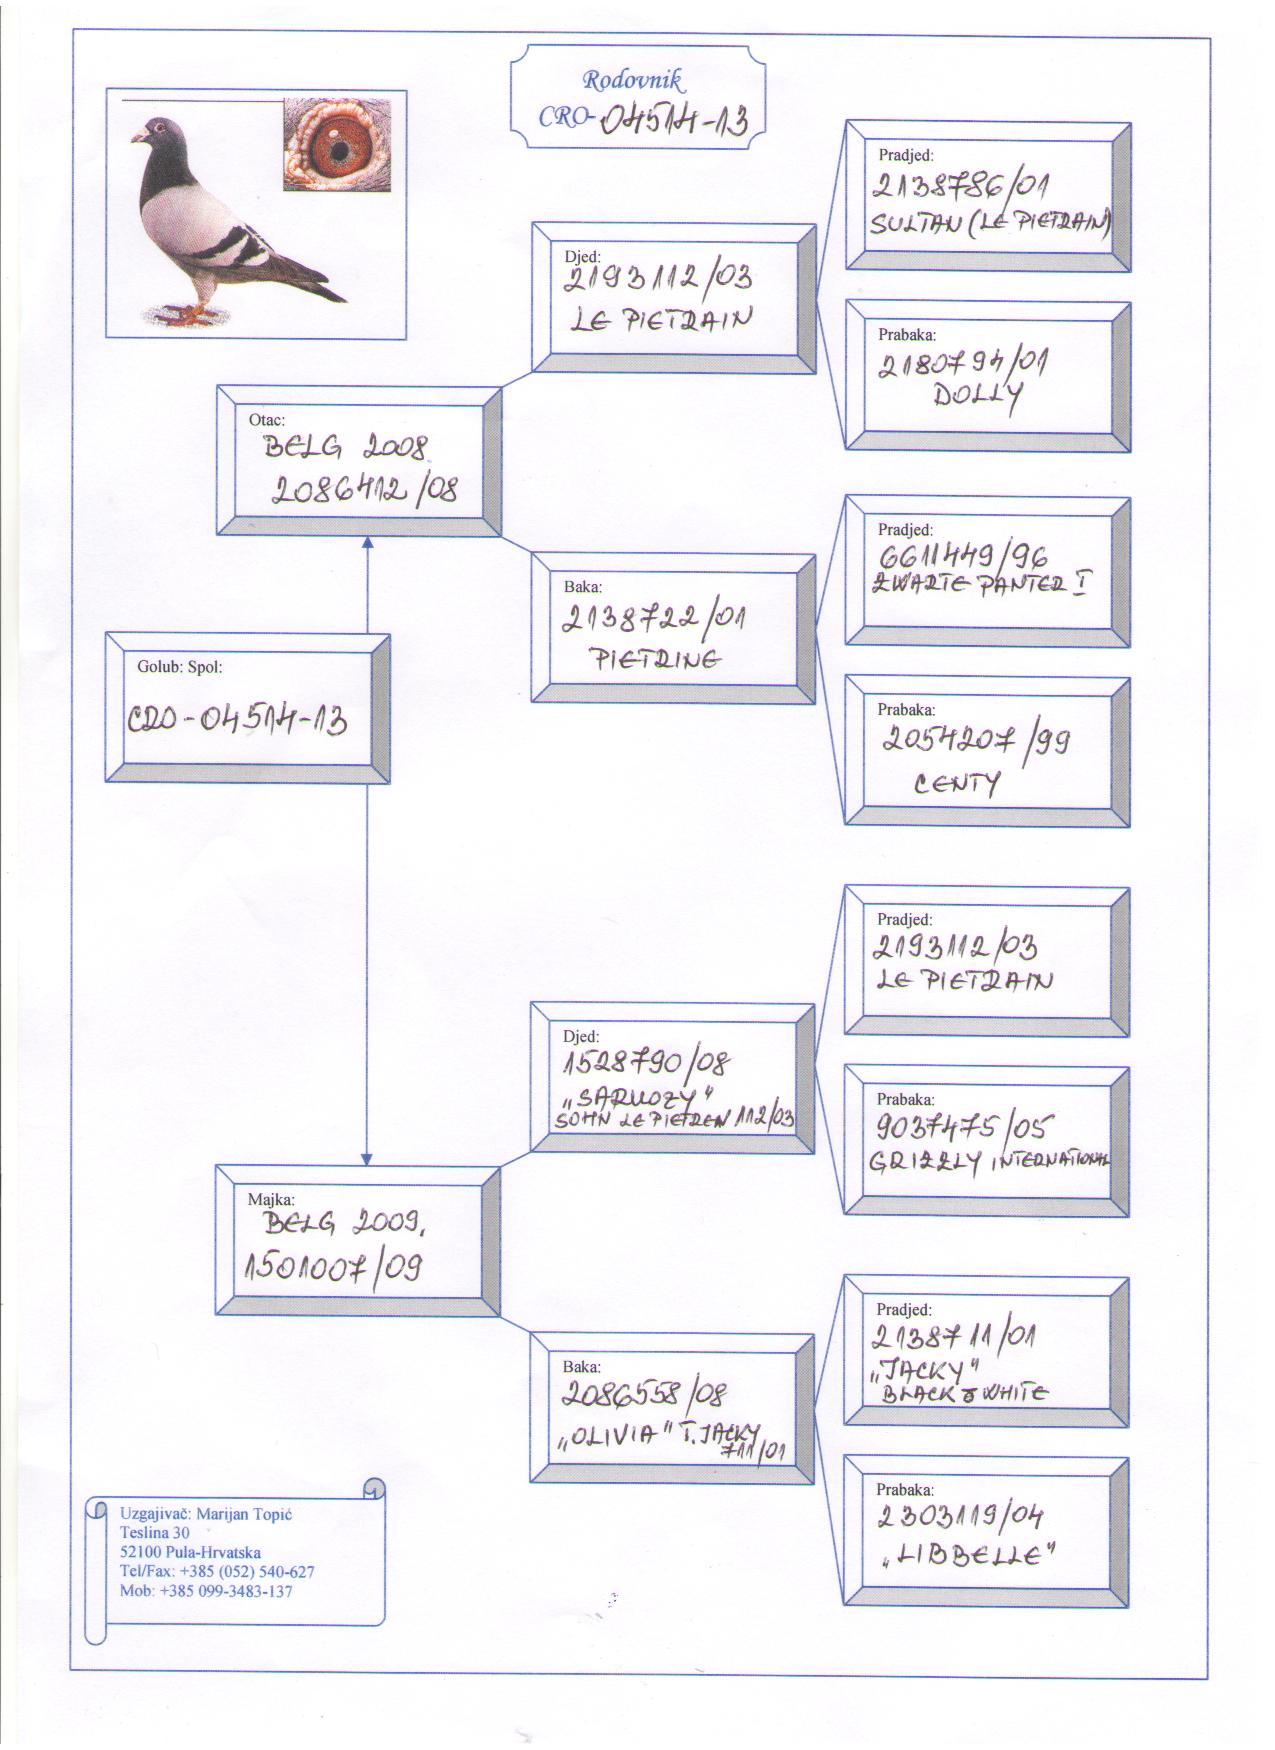 Rodovnik
CRO-04514-13
Pradjed:
2138786/01
SULTAN (LE PIETRAIN)
Djed:
2193112/03
LE PIETRAIN
Prabaka:
2180794/01
DOLLY
Otac:
BELG 2008.
2086412/08
Pradjed:
6611449/96
ZWARTE PANTER I
Baka:
2138722/01
PIETRINE
Golub: Spol:
CRO-04514-13
Prabaka:
2054207/99
CENTY
Pradjed:
2193112/03
LE PIETRAIN
Djed:
1528790/08
„SARKOZY"
SOHN LE PIETREN 112/03
Prabaka:
9037475/05
GRIZZLY INTERNATIONAL
Majka:
BELG 2009.
1501007/09
Pradjed:
2138711/01
„JACKY"
BLACK & WHITE
Baka:
2086558/08
„OLIVIA" T. JACKY
711/01
Prabaka:
2303119/04
„LIBBELLE"
Uzgajivač: Marijan Topić
Teslina 30
52100 Pula-Hrvatska
Tel/Fax: +385 (052) 540-627
Mob: +385 099-3483-137